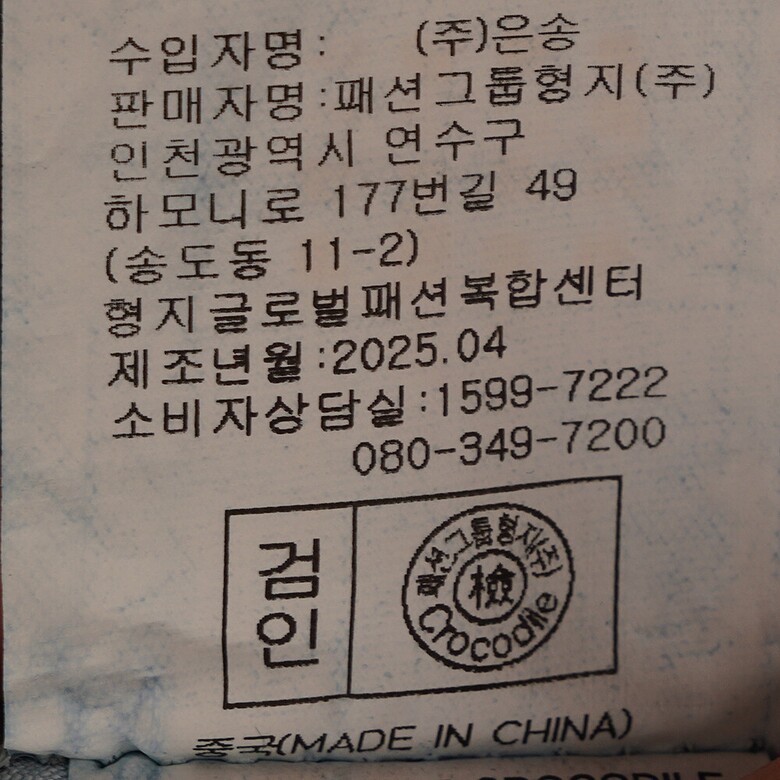 수입자명: (주)은송
판매자명:패션그룹형지(주)
인천광역시 연수구
하모니로 177번길 49
(송도동 11-2)
형지글로벌패션복합센터
제조년월:2025.04
소비자상담실:1599-7222
080-349-7200
검인
패션그룹형지(주)
檢
Crocodile
중국(MADE IN CHINA)
CROCODILE